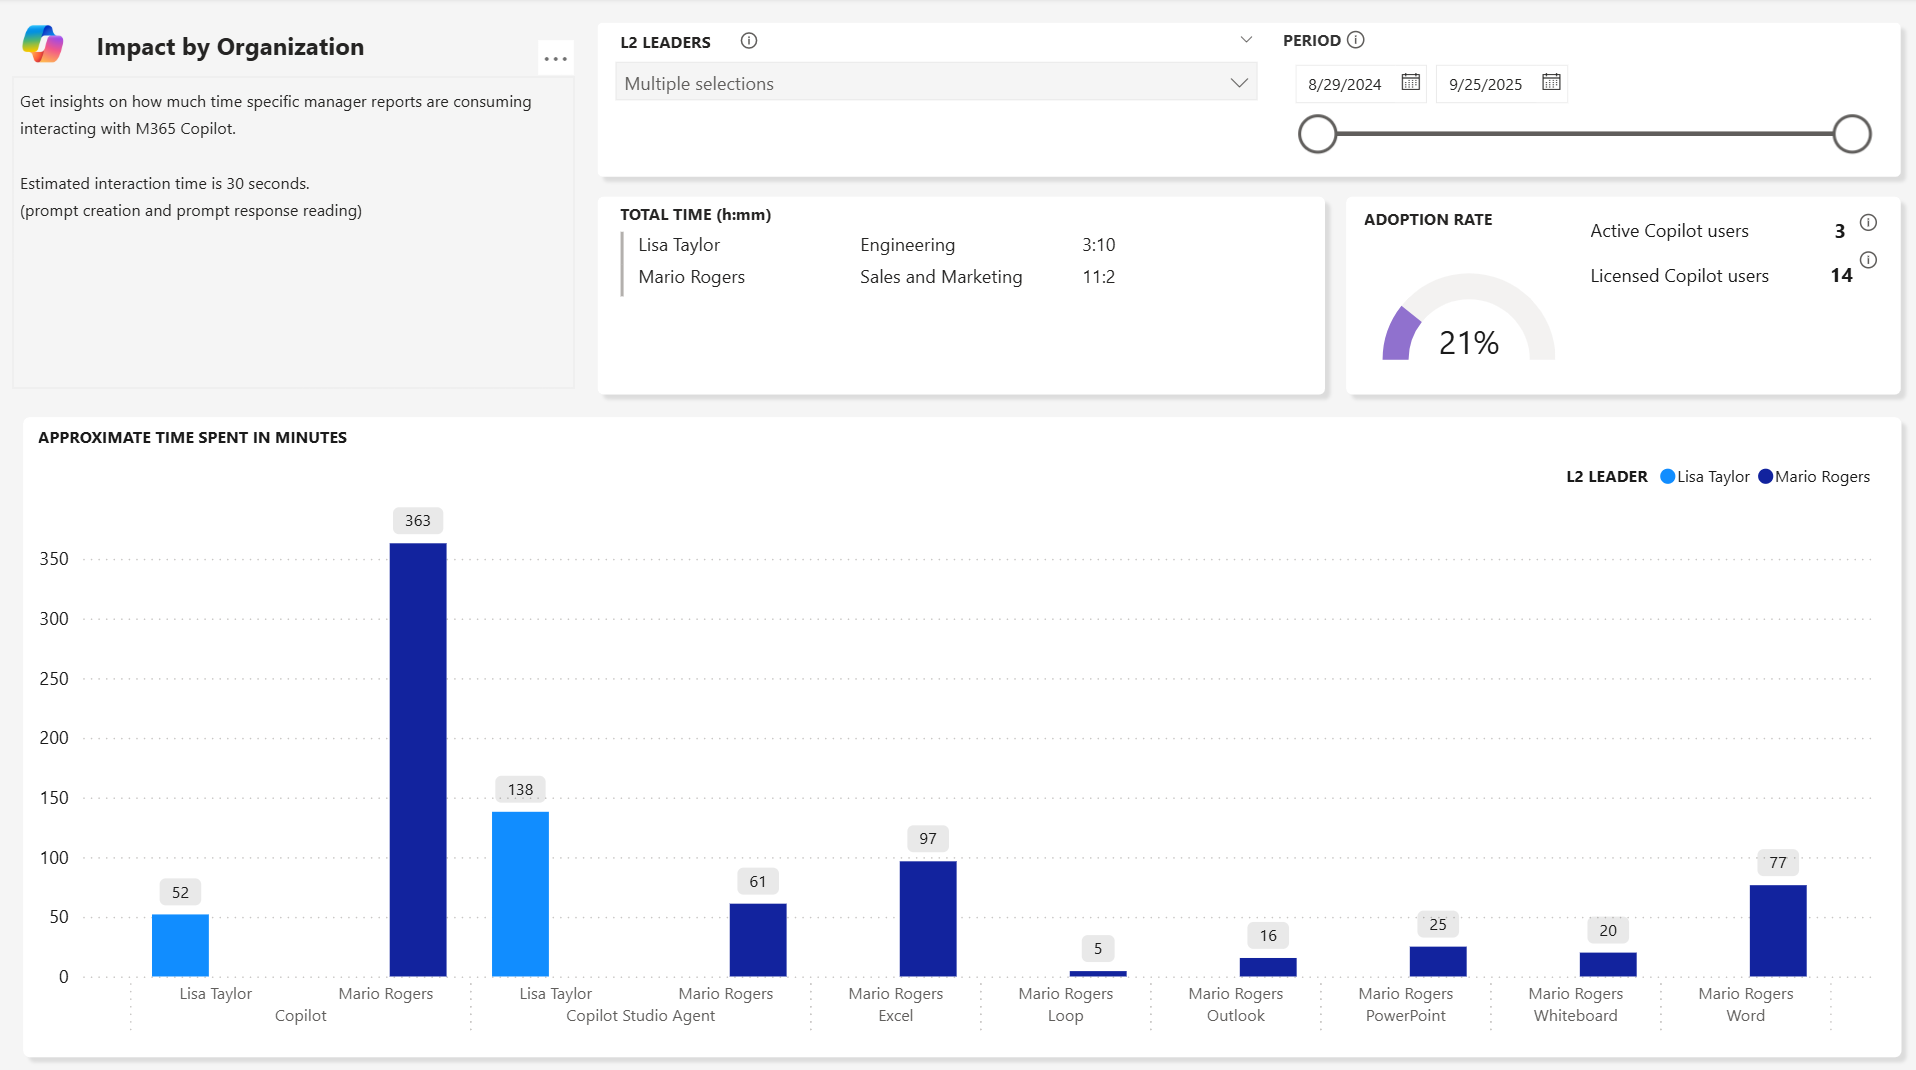 Impact by Organization
...
Get insights on how much time specific manager reports are consuming
interacting with M365 Copilot.
Estimated interaction time is 30 seconds.
(prompt creation and prompt response reading)
L2 LEADERS
Multiple selections
PERIOD
8/29/2024 9/25/2025
TOTAL TIME (h:mm)
Lisa Taylor Engineering 3:10
Mario Rogers Sales and Marketing 11:2
ADOPTION RATE
21%
Active Copilot users 3
Licensed Copilot users 14
APPROXIMATE TIME SPENT IN MINUTES
L2 LEADER Lisa Taylor Mario Rogers
350
300
250
200
150
100
50
0
52
363
138
61
97
5
16
25
20
77
Lisa Taylor Mario Rogers Lisa Taylor Mario Rogers Mario Rogers Mario Rogers Mario Rogers Mario Rogers Mario Rogers Mario Rogers
Copilot Copilot Studio Agent Excel Loop Outlook PowerPoint Whiteboard Word